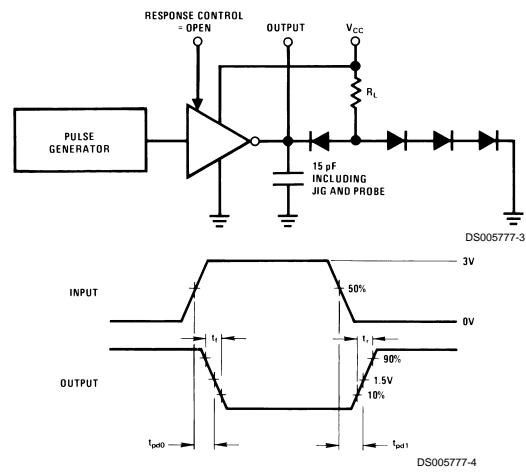 RESPONSE CONTROL
= OPEN
OUTPUT
VCC
RL
PULSE
GENERATOR
15 pF
INCLUDING
JIG AND PROBE
DS005777-3
3V
INPUT
50%
0V
tf
tr
90%
OUTPUT
1.5V
10%
tpd0
tpd1
DS005777-4